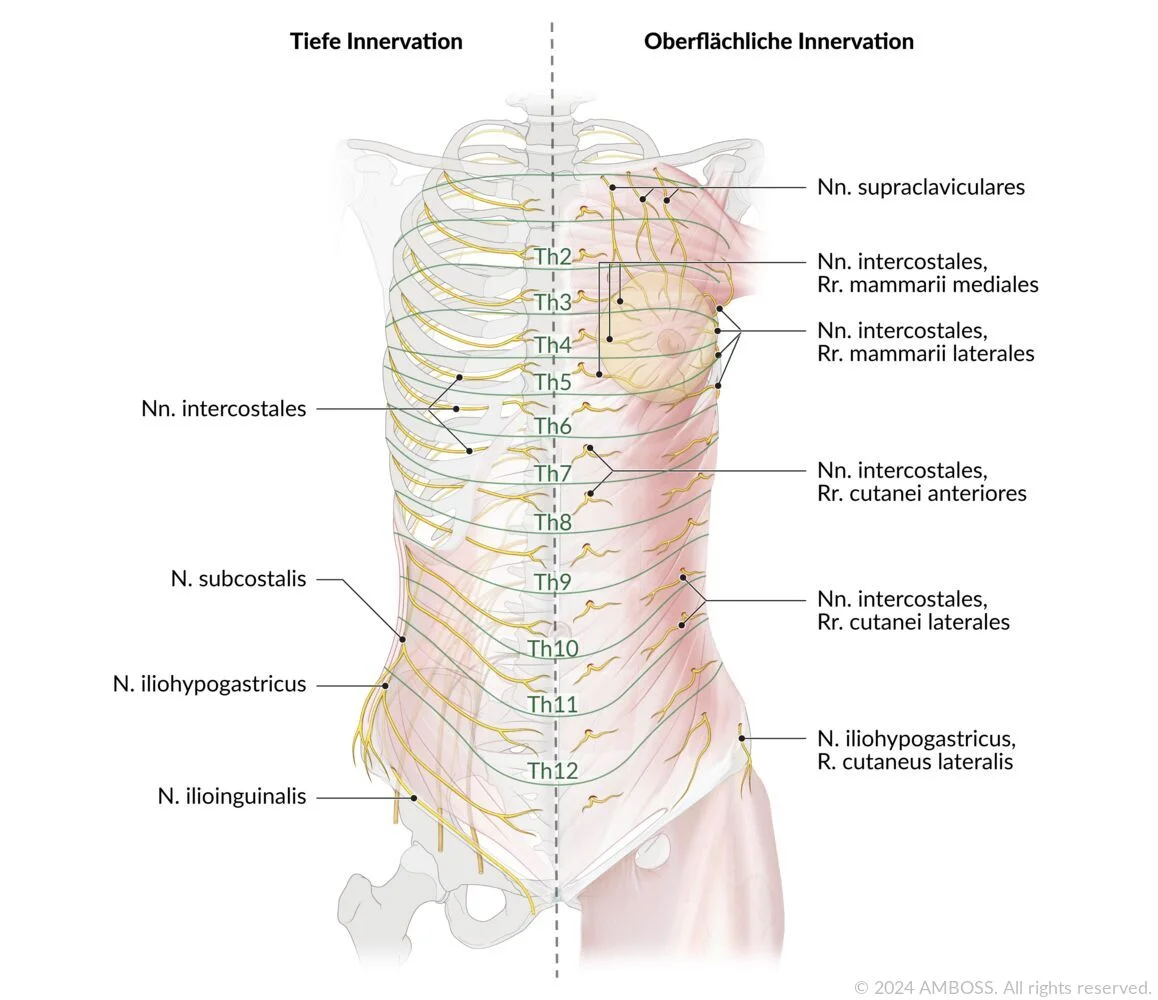 Tiefe Innervation
Oberflächliche Innervation
Nn. supraclaviculares
Nn. intercostales,
Rr. mammarii mediales
Nn. intercostales,
Rr. mammarii laterales
Nn. intercostales
Nn. intercostales,
Rr. cutanei anteriores
N. subcostalis
Nn. intercostales,
Rr. cutanei laterales
N. iliohypogastricus
N. iliohypogastricus,
R. cutaneus lateralis
N. ilioinguinalis
Th2
Th3
Th4
Th5
Th6
Th7
Th8
Th9
Th10
Th11
Th12
© 2024 AMBOSS. All rights reserved.